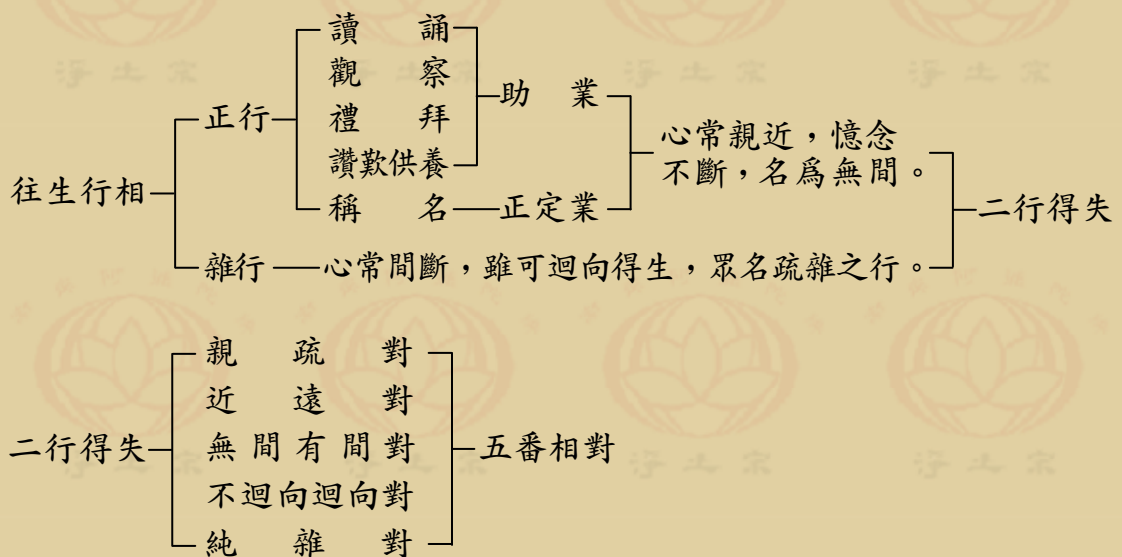 讀誦
觀察
禮拜
讚歎供養
助業
正行
心常親近，憶念
不斷，名爲無間。
往生行相
稱名
正定業
二行得失
雜行
心常間斷，雖可迴向得生，眾名疏雜之行。
親疏對
近遠對
二行得失
無間有間對
五番相對
不迴向迴向對
純雜對
淨土宗
淨土宗
淨土宗
淨土宗
淨土宗
淨土宗